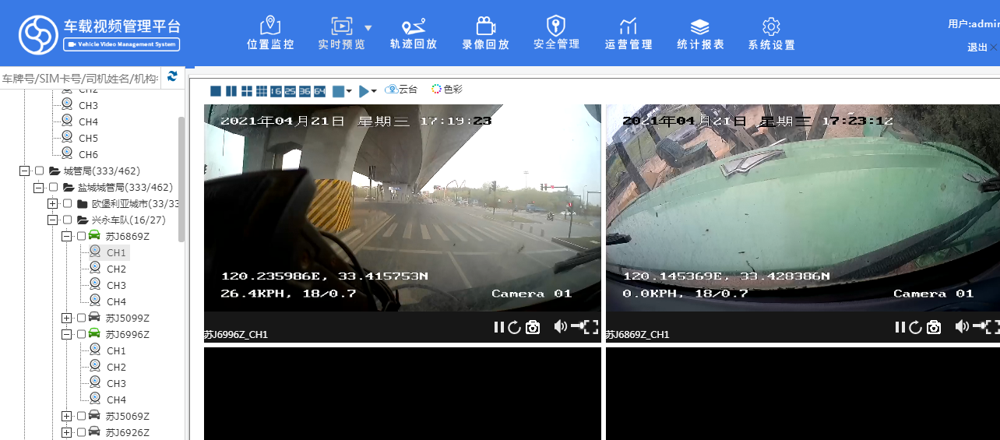 车载视频管理平台
Vehicle Video Management System
位置监控
实时预览
轨迹回放
录像回放
安全管理
运营管理
统计报表
系统设置
用户:admin
退出
车牌号/SIM卡号/司机姓名/机构
CH2
CH3
CH4
CH5
CH6
城管局(333/462)
盐城城管局(333/462)
欧堡利亚城市(33/33
兴永车队(16/27)
苏J6869Z
CH1
CH2
CH3
CH4
苏J5099Z
苏J6996Z
CH1
CH2
CH3
CH4
苏J5069Z
苏J6926Z
16 25 36 64
云台
色彩
2021年04月21日 星期三 17:19:23
120.235986E, 33.415753N
26.4KPH, 18/0.7
Camera 01
苏J6996Z_CH1
2021年04月21日 星期三 17:23:12
120.145369E, 33.428386N
0.0KPH, 18/0.7
Camera 01
苏J6869Z_CH1